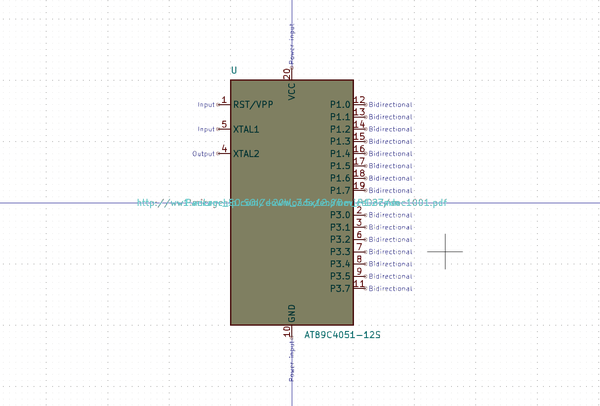 Power input
20
U
VCC
Input 1 RST/VPP P1.0 12 Bidirectional
P1.1 13 Bidirectional
Input 5 XTAL1 P1.2 14 Bidirectional
P1.3 15 Bidirectional
Output 4 XTAL2 P1.4 16 Bidirectional
P1.5 17 Bidirectional
P1.6 18 Bidirectional
P1.7 19 Bidirectional
P3.0 2 Bidirectional
P3.1 3 Bidirectional
P3.2 6 Bidirectional
P3.3 7 Bidirectional
P3.4 8 Bidirectional
P3.5 9 Bidirectional
P3.7 11 Bidirectional
GND
10
AT89C4051-12S
Power input